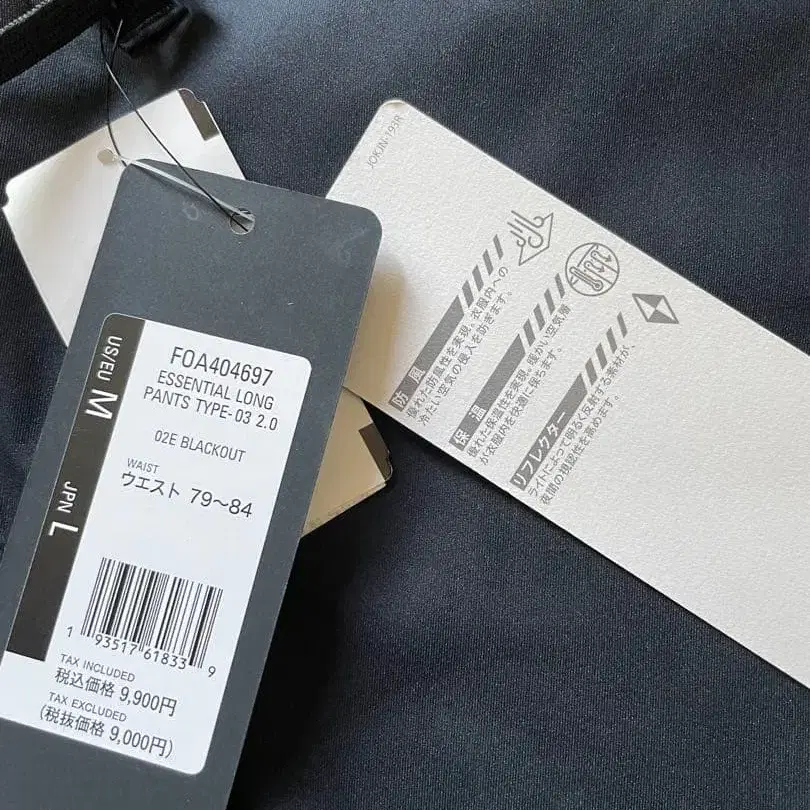 US/EU M
JPN L
FOA404697
ESSENTIAL LONG
PANTS TYPE-03 2.0
02E BLACKOUT
WAIST
ウエスト 79〜84
1 93517 61833 9
TAX INCLUDED
税込価格 9,900円
TAX EXCLUDED
(税抜価格 9,000円)
JOKJN-193R
防風
優れた防風性を実現。衣服内への
冷たい空気の侵入を防ぎます。
保温
優れた保温性を実現。暖かい空気層
が衣服内を快適に保ちます。
リフレクター
ライトによって明るく反射する素材が、
夜間の視認性を高めます。